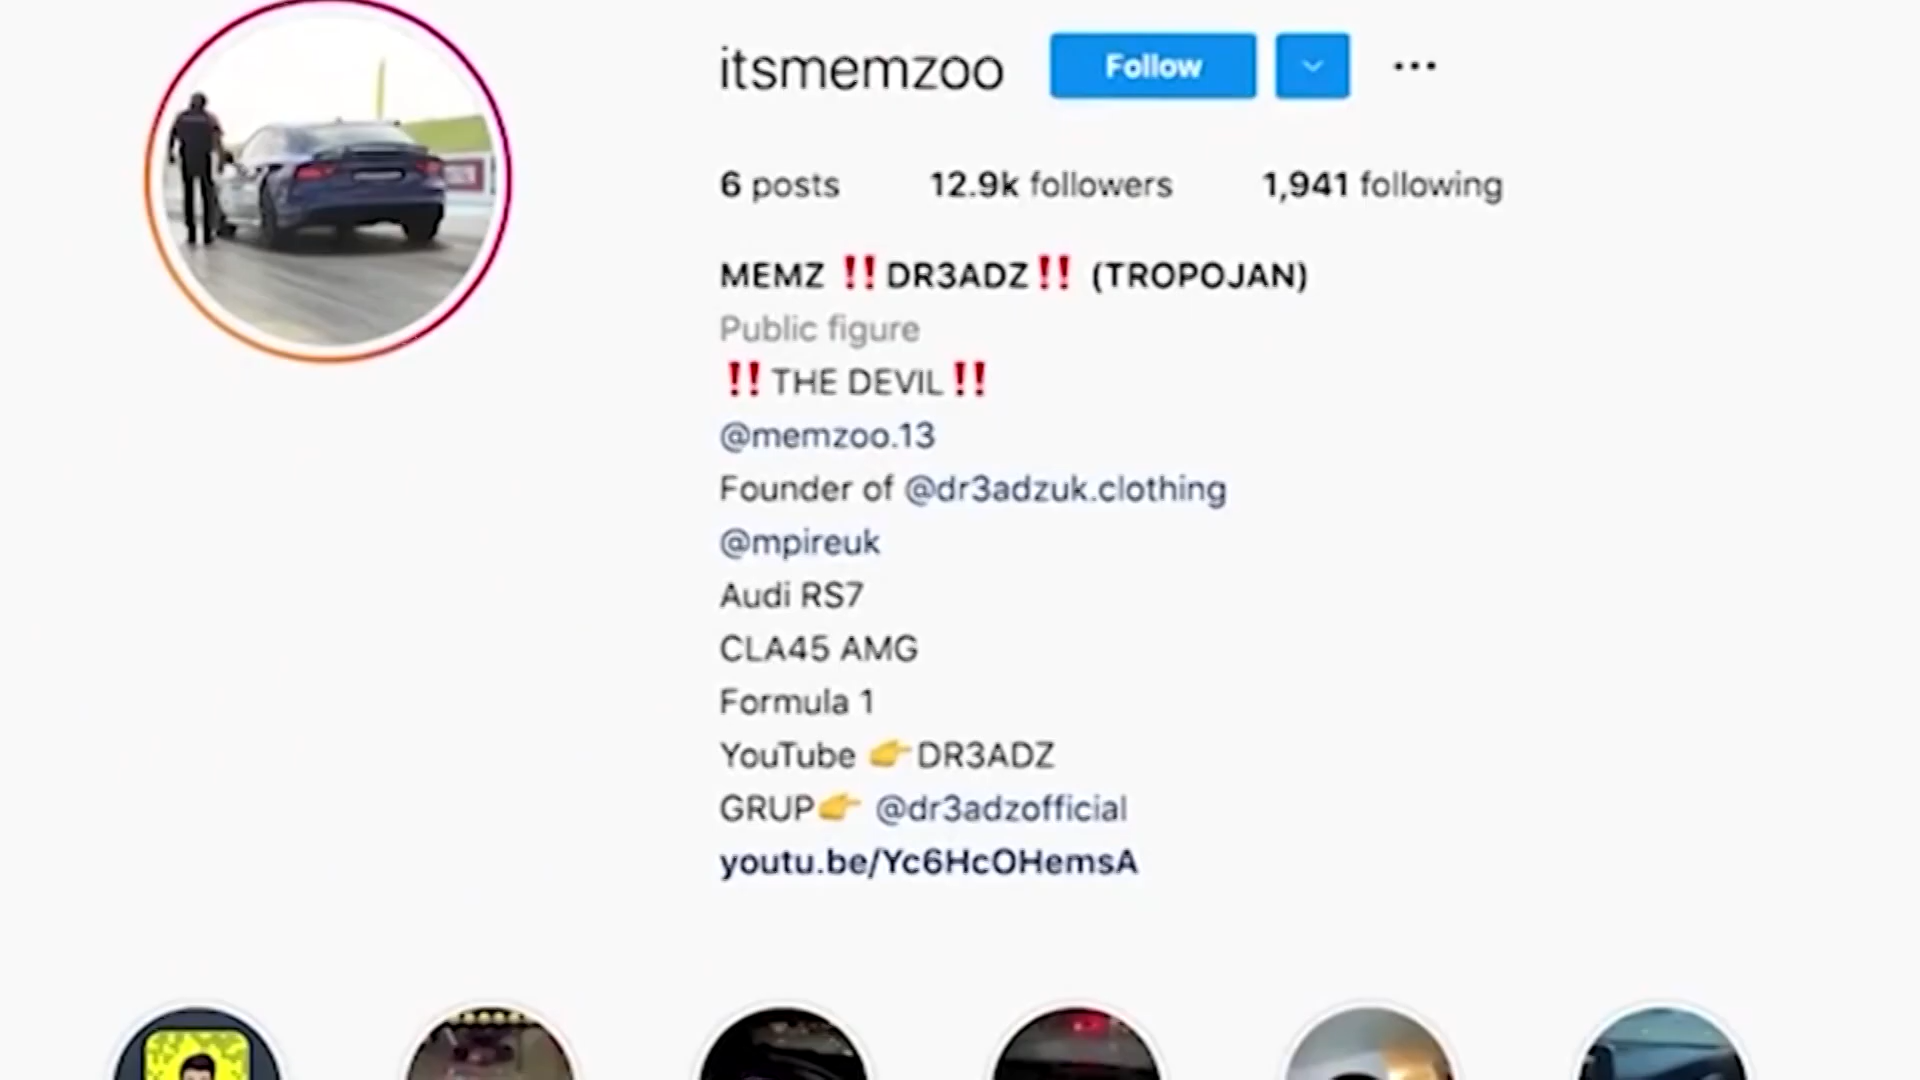 itsmemzoo Follow
6 posts 12.9k followers 1,941 following
MEMZ ‼️DR3ADZ‼️ (TROPOJAN)
Public figure
‼️THE DEVIL‼️
@memzoo.13
Founder of @dr3adzuk.clothing
@mpireuk
Audi RS7
CLA45 AMG
Formula 1
YouTube 👉DR3ADZ
GRUP👉 @dr3adzofficial
youtu.be/Yc6HcOHemsA